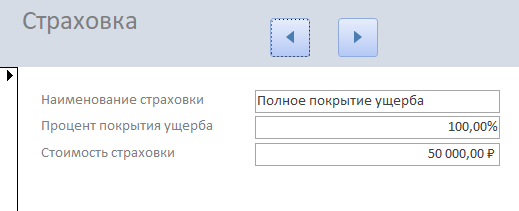 Страховка
Наименование страховки Полное покрытие ущерба
Процент покрытия ущерба 100,00%
Стоимость страховки 50 000,00 ₽